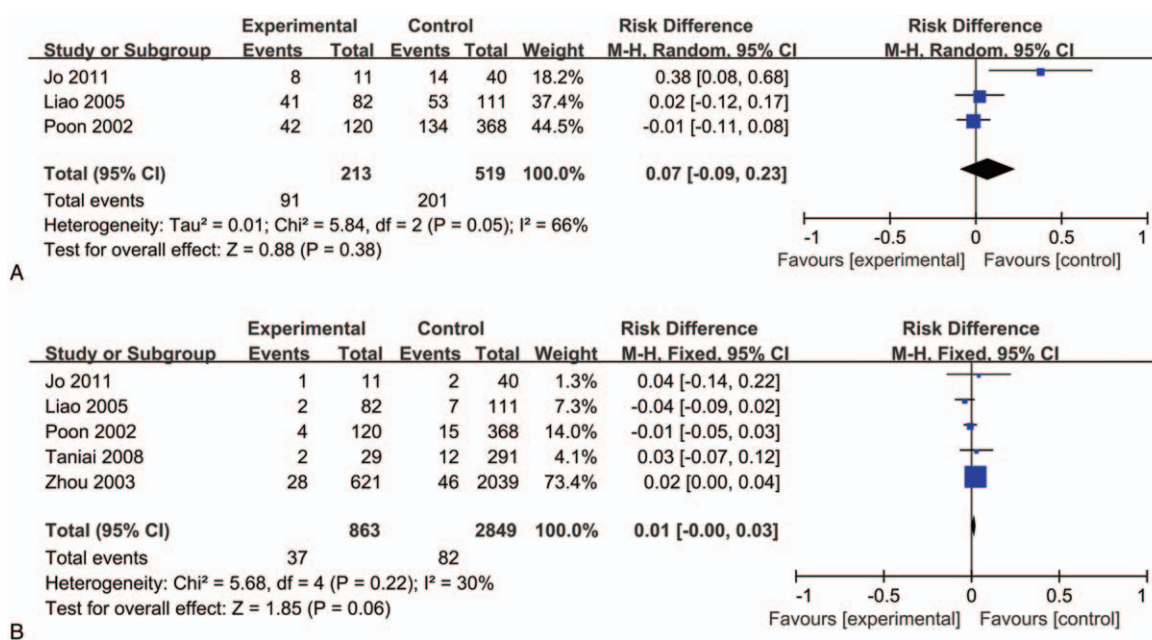 Experimental Control Risk Difference Risk Difference
Study or Subgroup Events Total Events Total Weight M-H, Random, 95% CI M-H, Random, 95% CI
Jo 2011 8 11 14 40 18.2% 0.38 [0.08, 0.68]
Liao 2005 41 82 53 111 37.4% 0.02 [-0.12, 0.17]
Poon 2002 42 120 134 368 44.5% -0.01 [-0.11, 0.08]
Total (95% CI) 213 519 100.0% 0.07 [-0.09, 0.23]
Total events 91 201
Heterogeneity: Tau² = 0.01; Chi² = 5.84, df = 2 (P = 0.05); I² = 66%
Test for overall effect: Z = 0.88 (P = 0.38)
-1 -0.5 0 0.5 1
Favours [experimental] Favours [control]
A
Experimental Control Risk Difference Risk Difference
Study or Subgroup Events Total Events Total Weight M-H, Fixed, 95% CI M-H, Fixed, 95% CI
Jo 2011 1 11 2 40 1.3% 0.04 [-0.14, 0.22]
Liao 2005 2 82 7 111 7.3% -0.04 [-0.09, 0.02]
Poon 2002 4 120 15 368 14.0% -0.01 [-0.05, 0.03]
Taniai 2008 2 29 12 291 4.1% 0.03 [-0.07, 0.12]
Zhou 2003 28 621 46 2039 73.4% 0.02 [0.00, 0.04]
Total (95% CI) 863 2849 100.0% 0.01 [-0.00, 0.03]
Total events 37 82
Heterogeneity: Chi² = 5.68, df = 4 (P = 0.22); I² = 30%
Test for overall effect: Z = 1.85 (P = 0.06)
-1 -0.5 0 0.5 1
Favours [experimental] Favours [control]
B